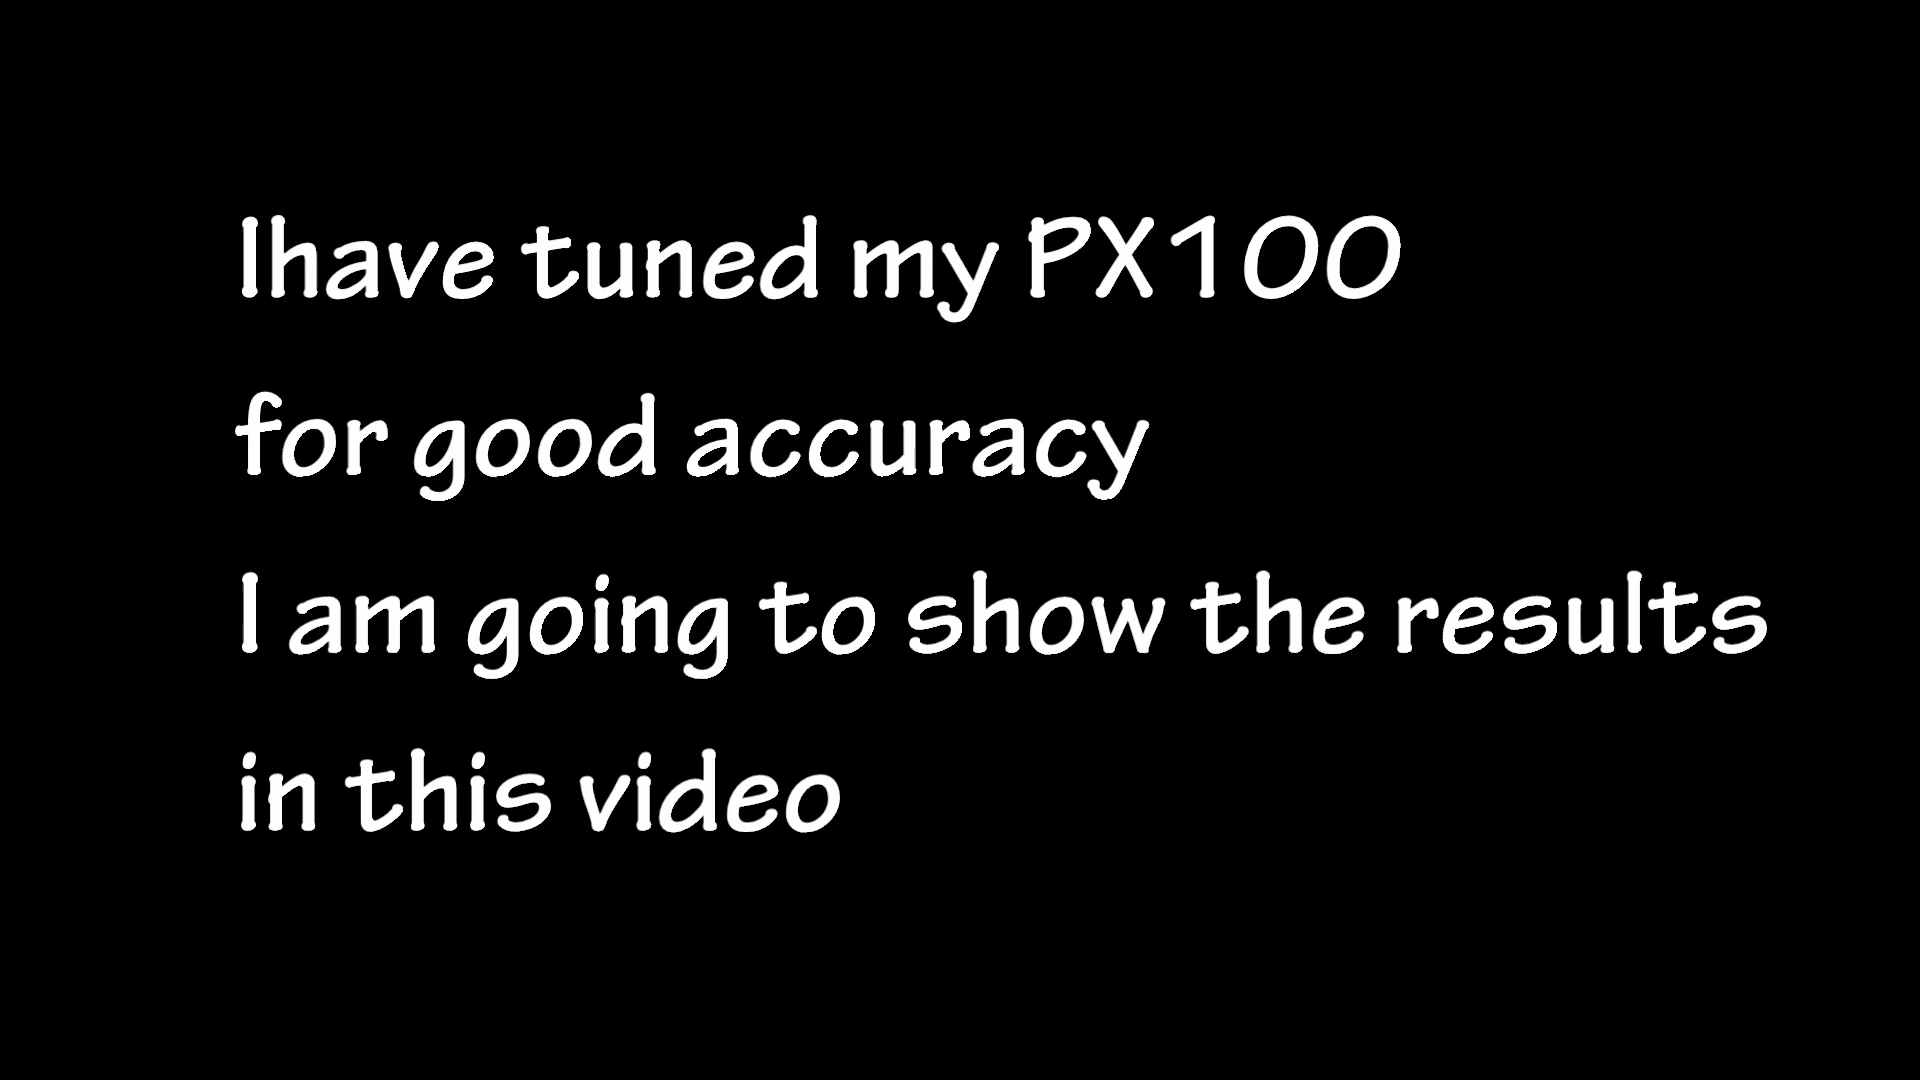 Ihave tuned my PX100
for good accuracy
I am going to show the results
in this video